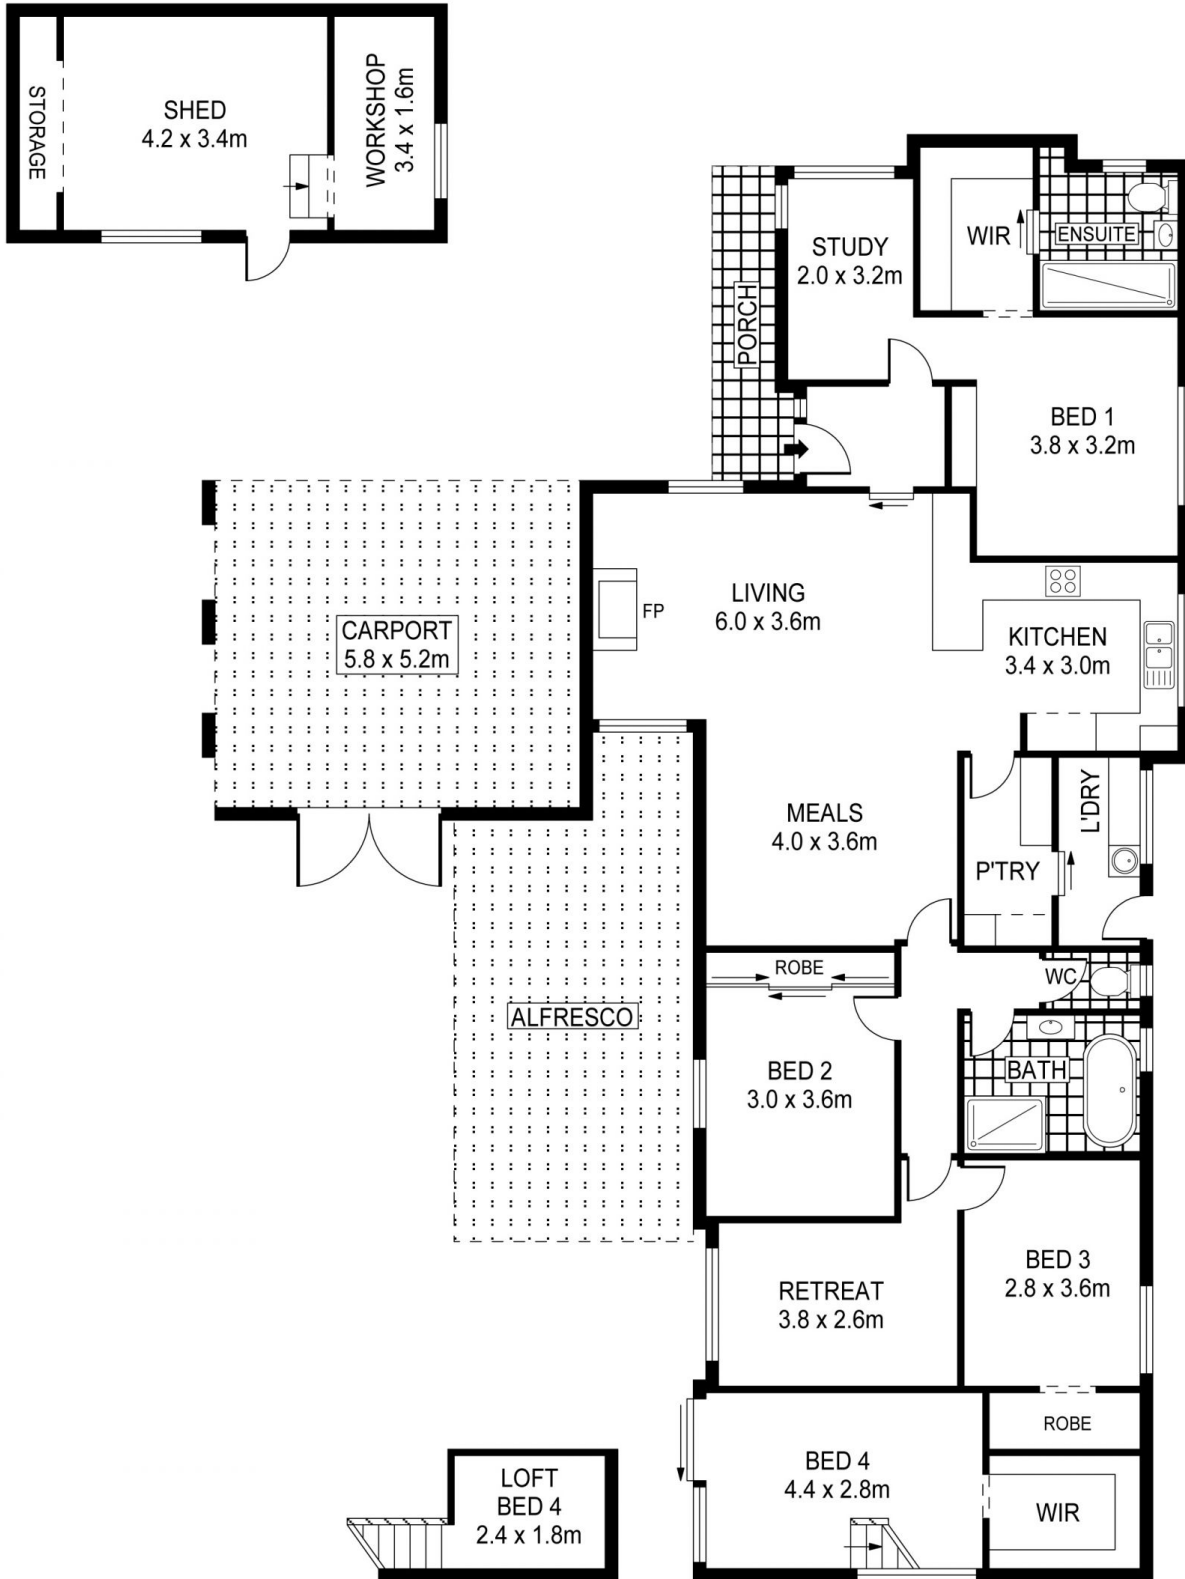 STORAGE
SHED
4.2 x 3.4m
WORKSHOP
3.4 x 1.6m
PORCH
STUDY
2.0 x 3.2m
WIR
ENSUITE
BED 1
3.8 x 3.2m
CARPORT
5.8 x 5.2m
FP
LIVING
6.0 x 3.6m
KITCHEN
3.4 x 3.0m
MEALS
4.0 x 3.6m
P'TRY
L'DRY
ALFRESCO
ROBE
WC
BED 2
3.0 x 3.6m
BATH
RETREAT
3.8 x 2.6m
BED 3
2.8 x 3.6m
ROBE
LOFT
BED 4
2.4 x 1.8m
BED 4
4.4 x 2.8m
WIR